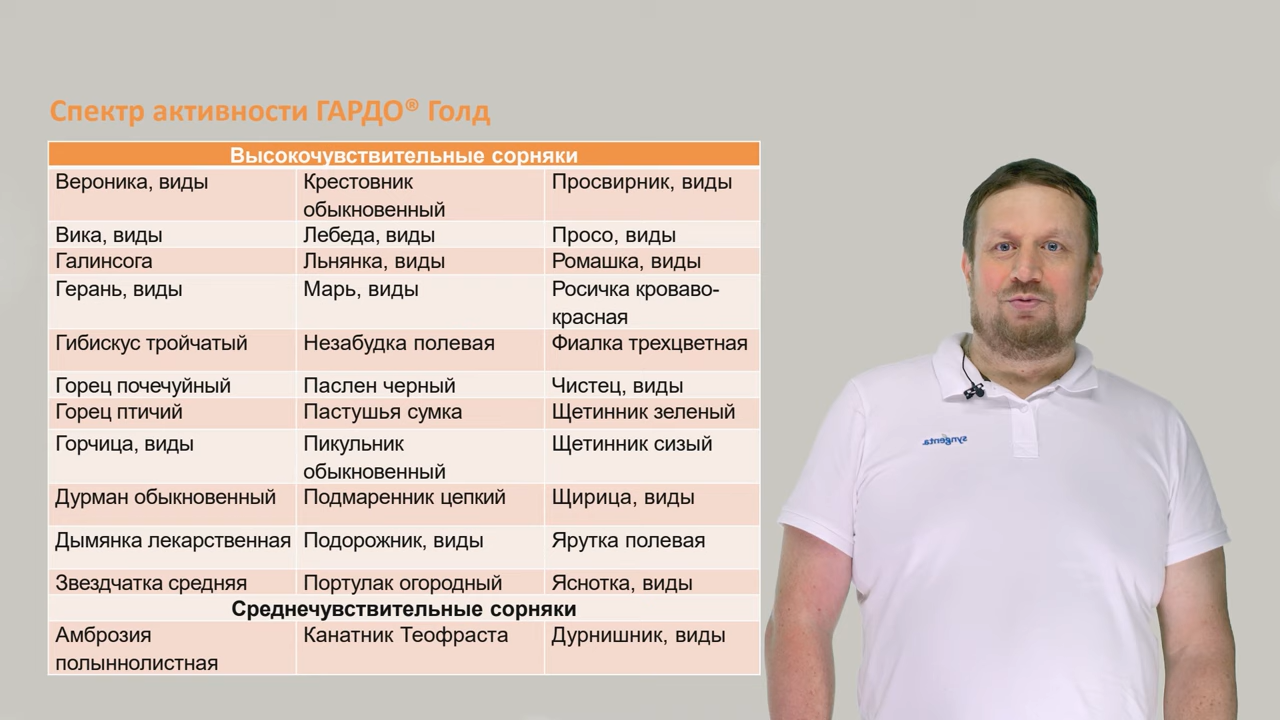 Спектр активности ГАРДО® Голд
Высокочувствительные сорняки
Вероника, виды
Крестовник
обыкновенный
Просвирник, виды
Вика, виды
Лебеда, виды
Просо, виды
Галинсога
Льнянка, виды
Ромашка, виды
Герань, виды
Марь, виды
Росичка кроваво-
красная
Гибискус тройчатый
Незабудка полевая
Фиалка трехцветная
Горец почечуйный
Паслен черный
Чистец, виды
Горец птичий
Пастушья сумка
Щетинник зеленый
Горчица, виды
Пикульник
обыкновенный
Щетинник сизый
Дурман обыкновенный
Подмаренник цепкий
Щирица, виды
Дымянка лекарственная
Подорожник, виды
Ярутка полевая
Звездчатка средняя
Портулак огородный
Яснотка, виды
Среднечувствительные сорняки
Амброзия
полыннолистная
Канатник Теофраста
Дурнишник, виды
syngenta.